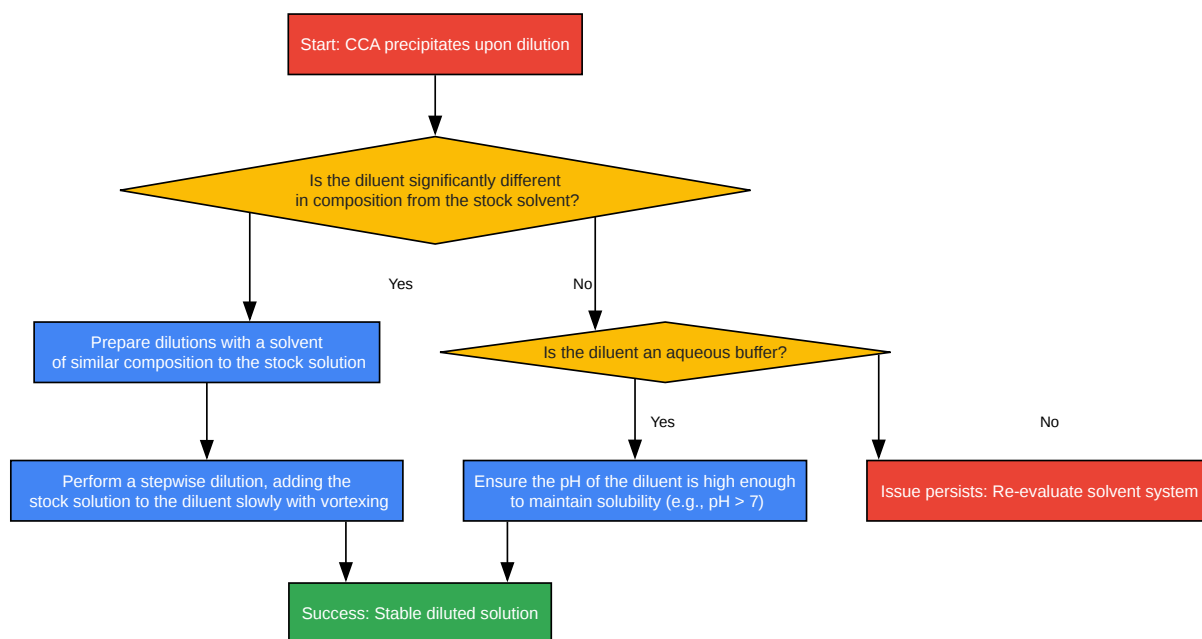 Start: CCA precipitates upon dilution
Is the diluent significantly different
in composition from the stock solvent?
Yes
No
Prepare dilutions with a solvent
of similar composition to the stock solution
Is the diluent an aqueous buffer?
Yes
No
Perform a stepwise dilution, adding the
stock solution to the diluent slowly with vortexing
Ensure the pH of the diluent is high enough
to maintain solubility (e.g., pH > 7)
Issue persists: Re-evaluate solvent system
Success: Stable diluted solution